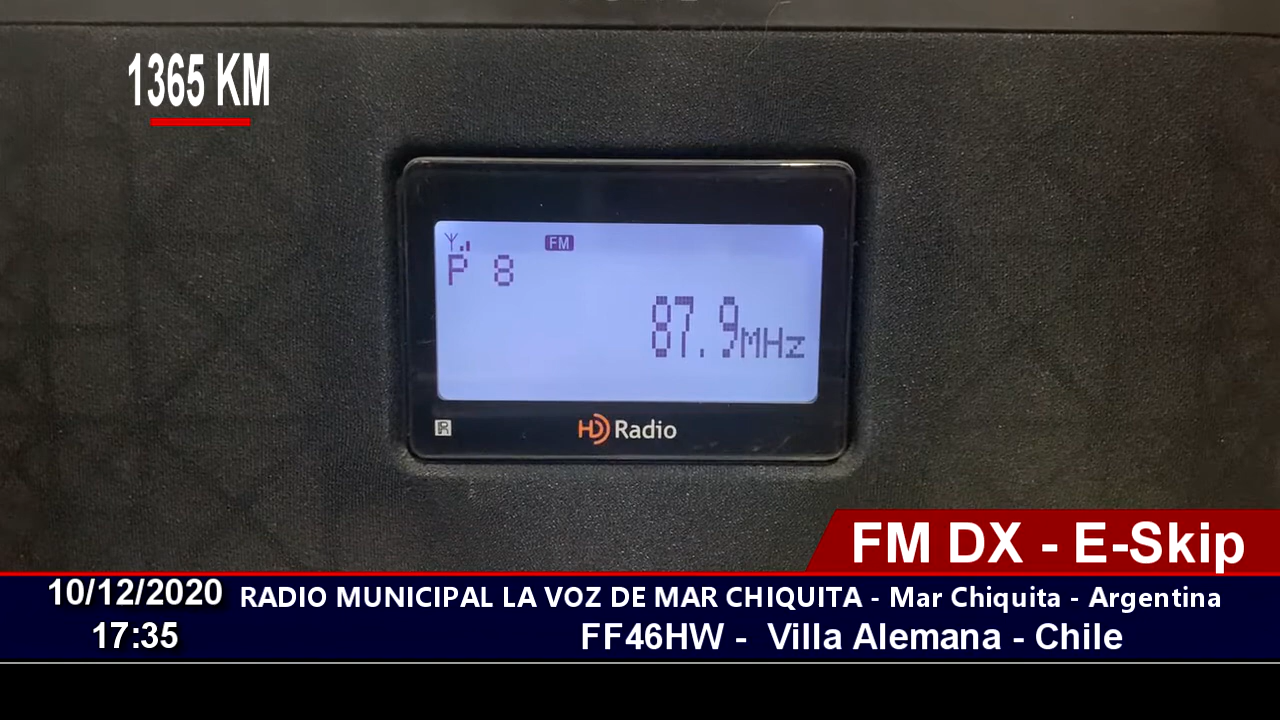 1365 KM
FM
P 8
87.9MHz
R
HD Radio
FM DX - E-Skip
10/12/2020
RADIO MUNICIPAL LA VOZ DE MAR CHIQUITA - Mar Chiquita - Argentina
17:35
FF46HW - Villa Alemana - Chile